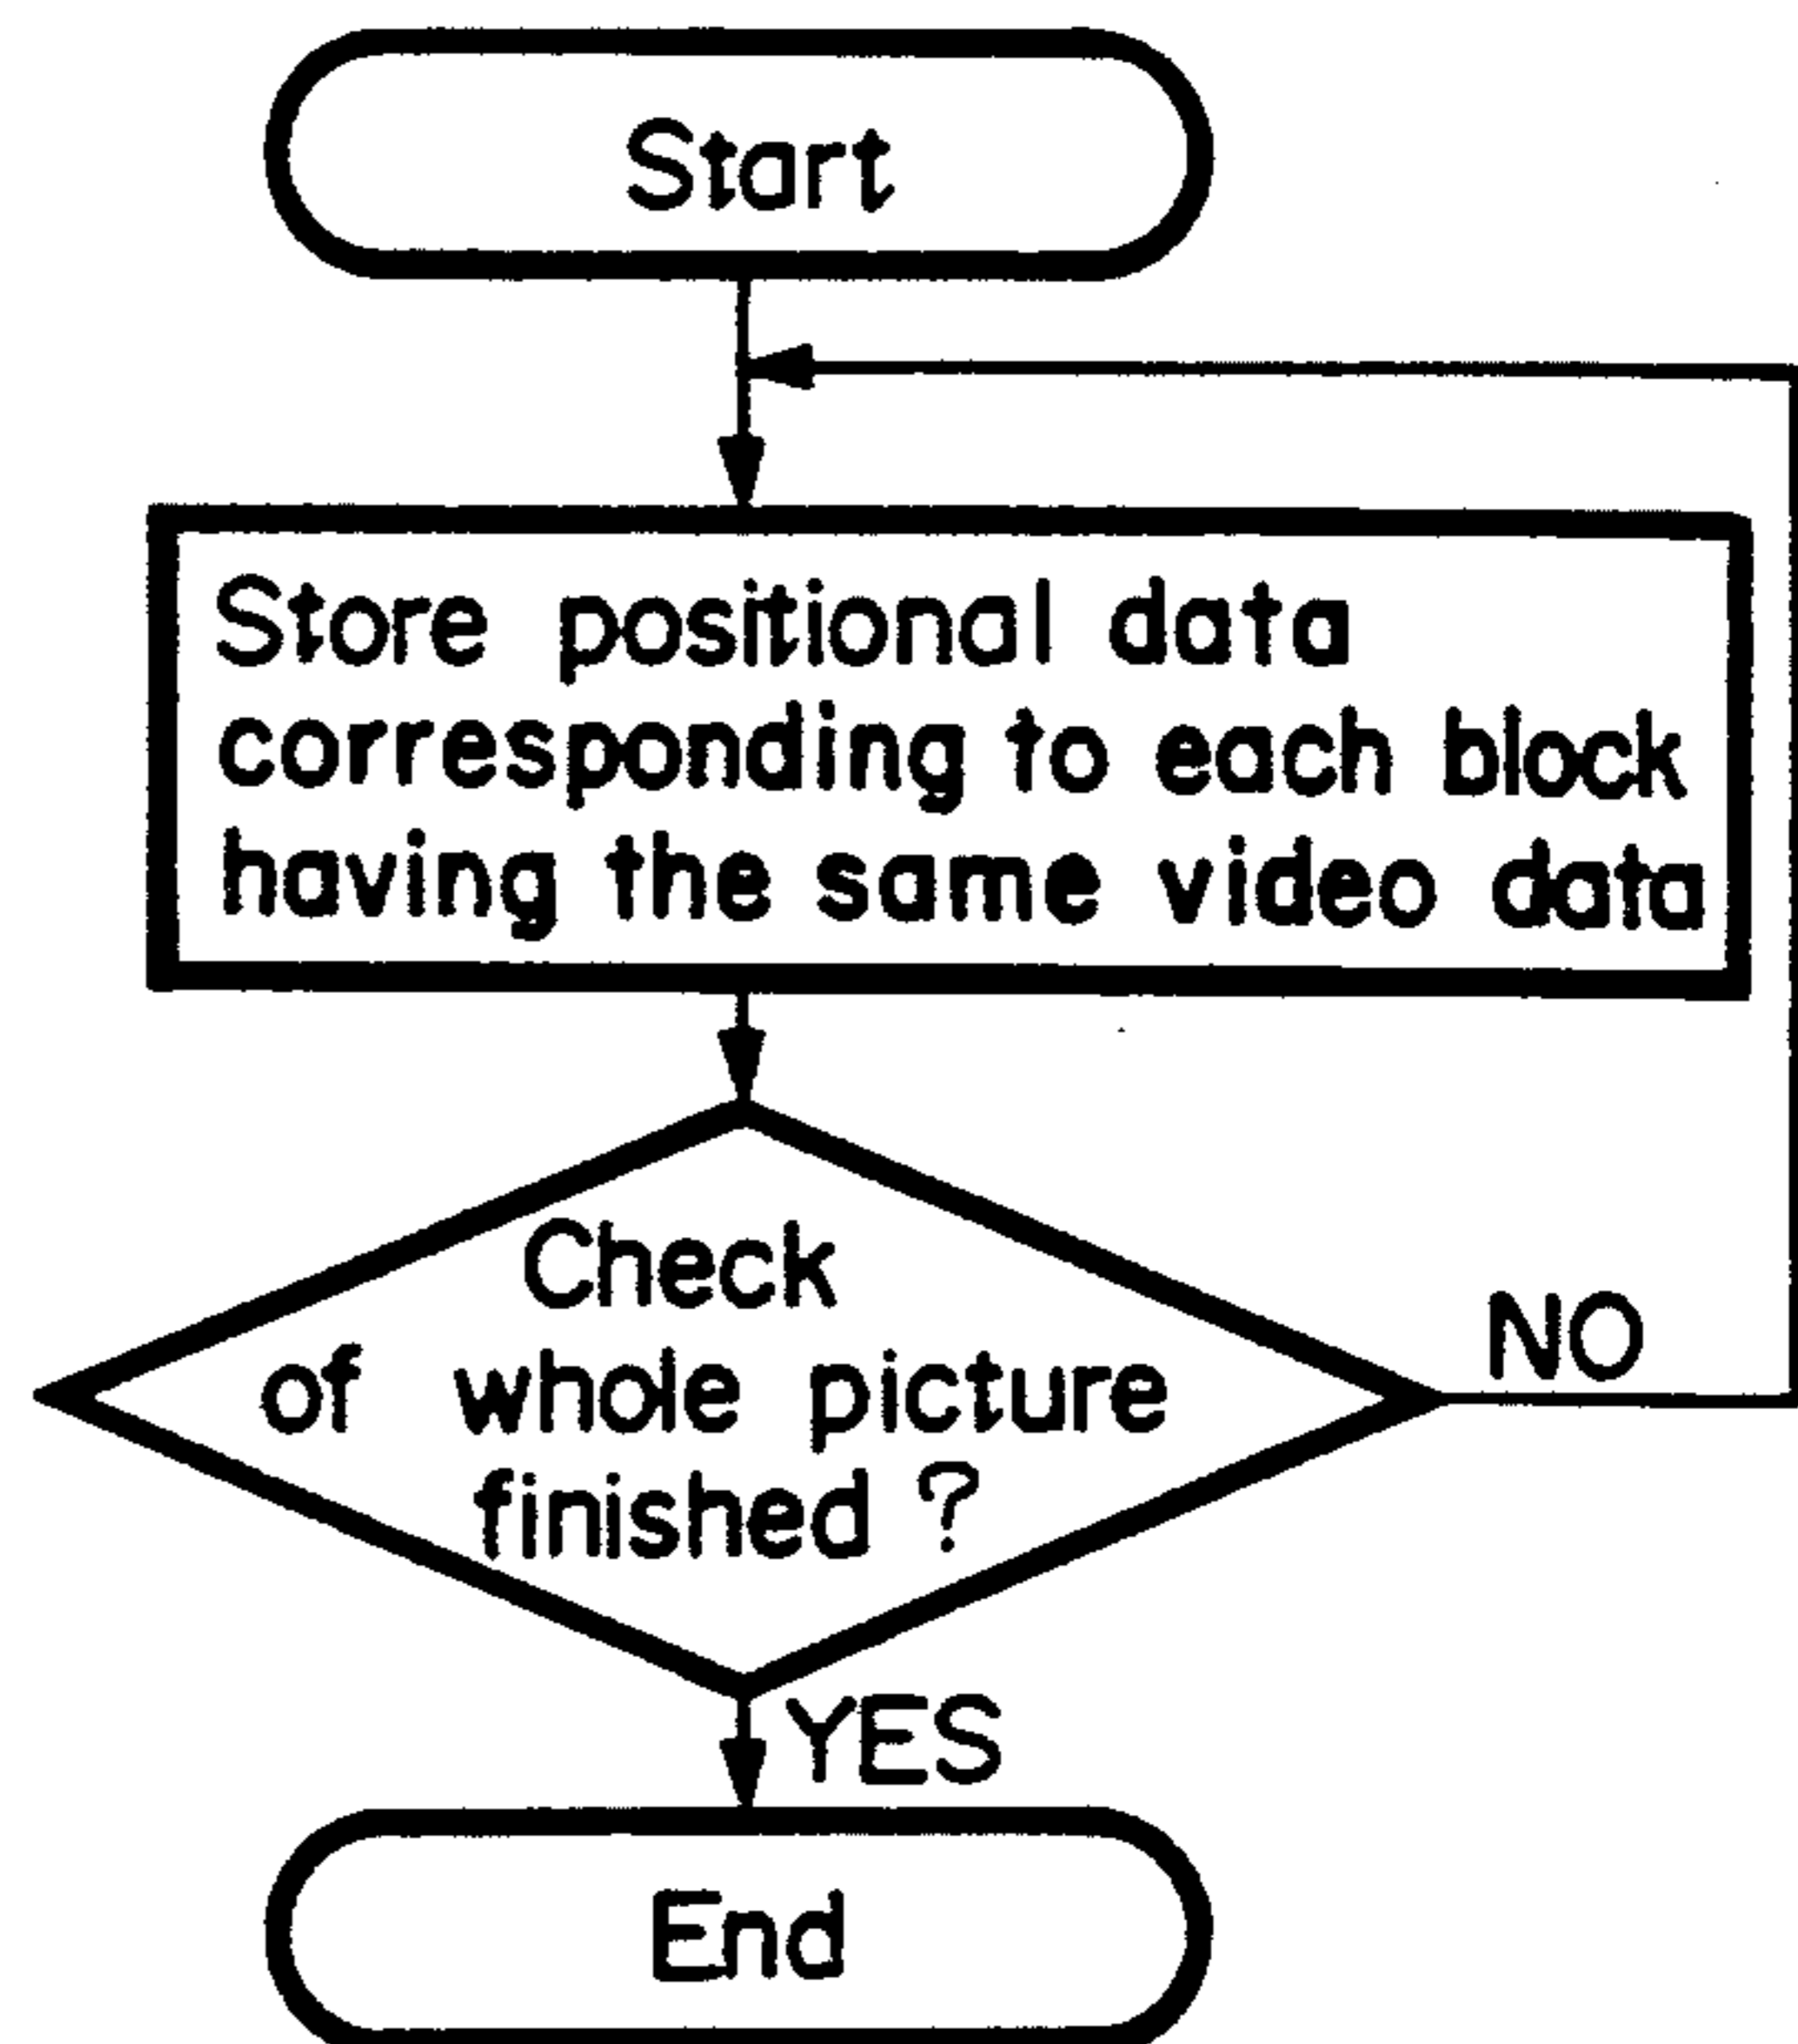 Start
Store positional data
corresponding to each block
having the same video data
Check
of whole picture
finished ?
NO
YES
End